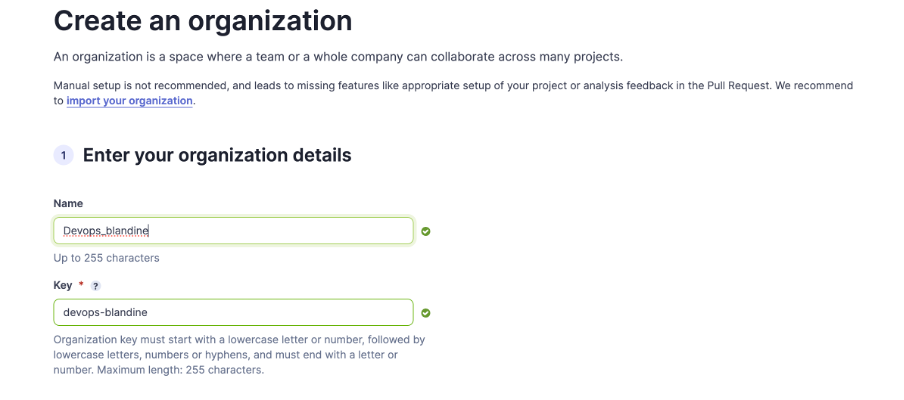 Create an organization
An organization is a space where a team or a whole company can collaborate across many projects.
Manual setup is not recommended, and leads to missing features like appropriate setup of your project or analysis feedback in the Pull Request. We recommend
to import your organization.
1 Enter your organization details
Name
Devops_blandine
Up to 255 characters
Key * ?
devops-blandine
Organization key must start with a lowercase letter or number, followed by
lowercase letters, numbers or hyphens, and must end with a letter or
number. Maximum length: 255 characters.